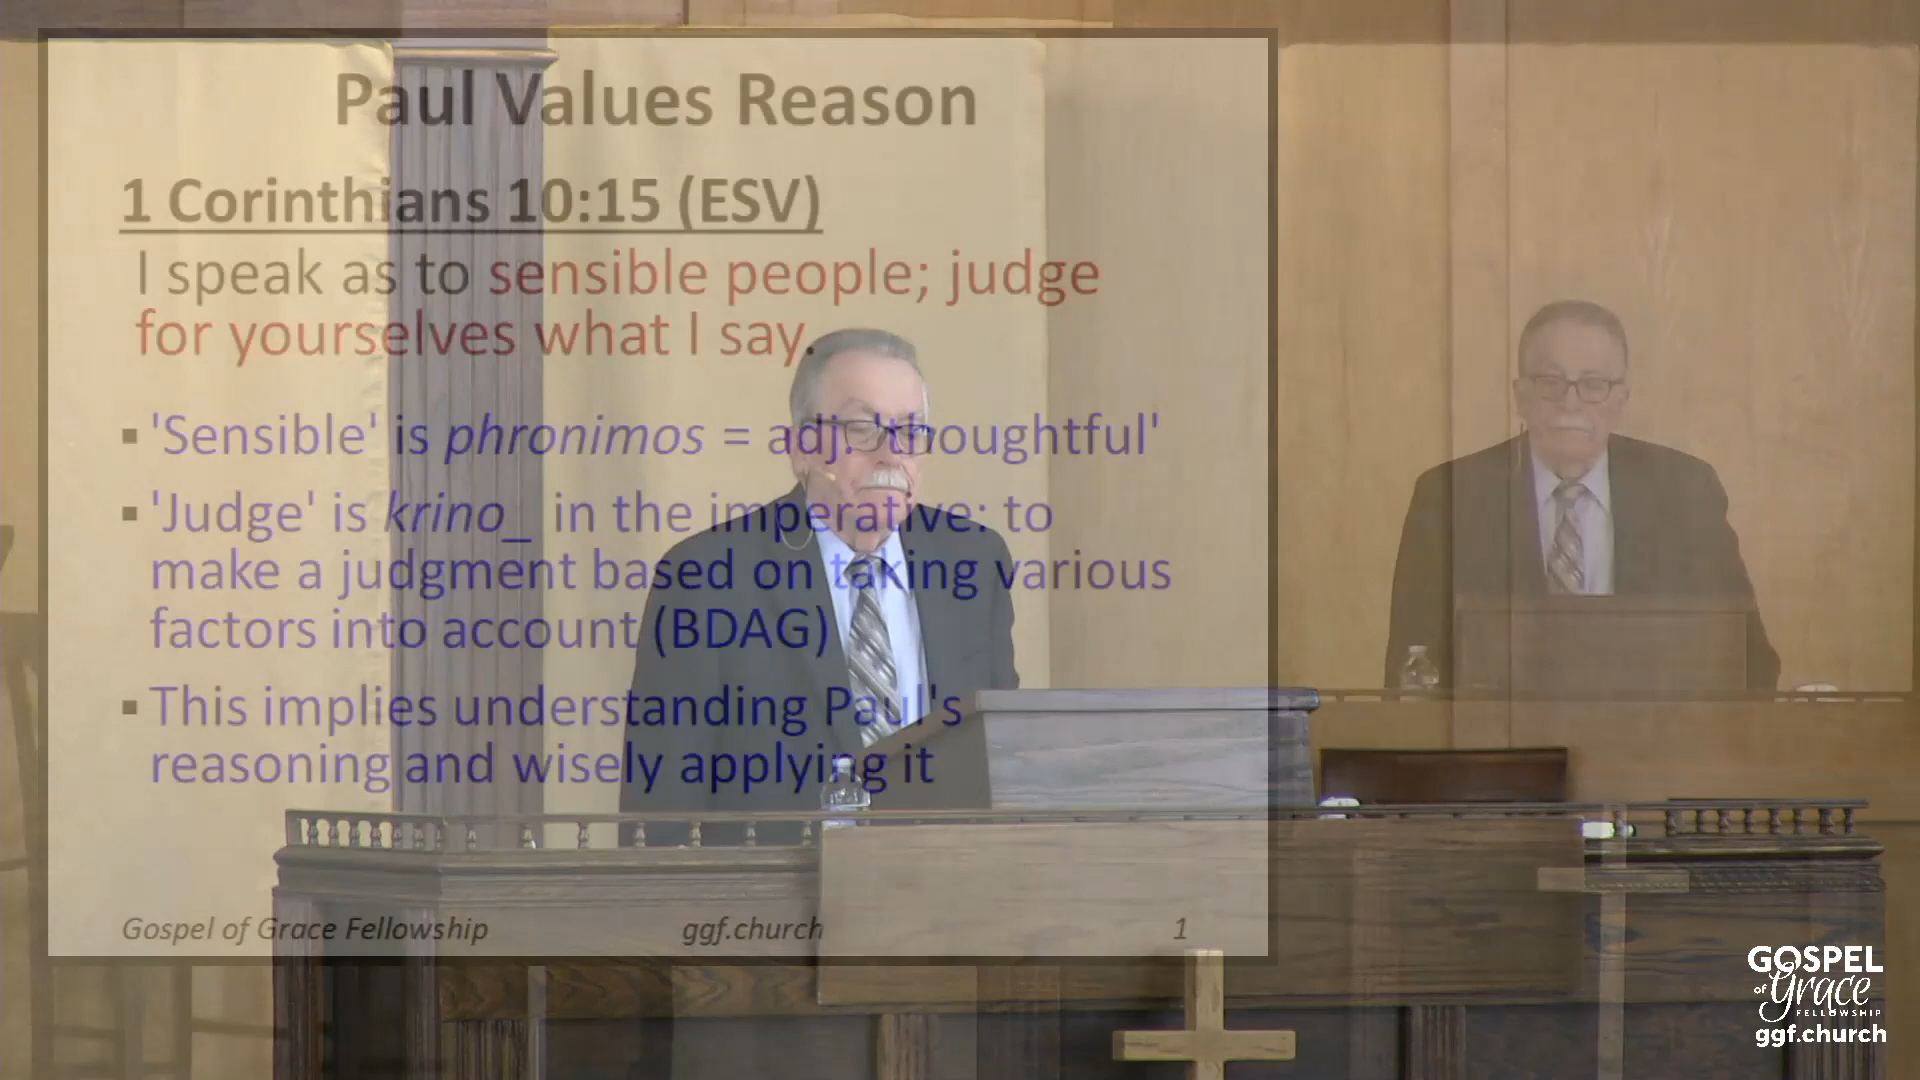 Paul Values Reason
1 Corinthians 10:15 (ESV)
I speak as to sensible people; judge
for yourselves what I say.
▪ 'Sensible' is phronimos = adj. 'thoughtful'
▪ 'Judge' is krino_ in the imperative: to
make a judgment based on taking various
factors into account (BDAG)
▪ This implies understanding Paul's
reasoning and wisely applying it
Gospel of Grace Fellowship ggf.church 1
GOSPEL
of Grace
FELLOWSHIP
ggf.church